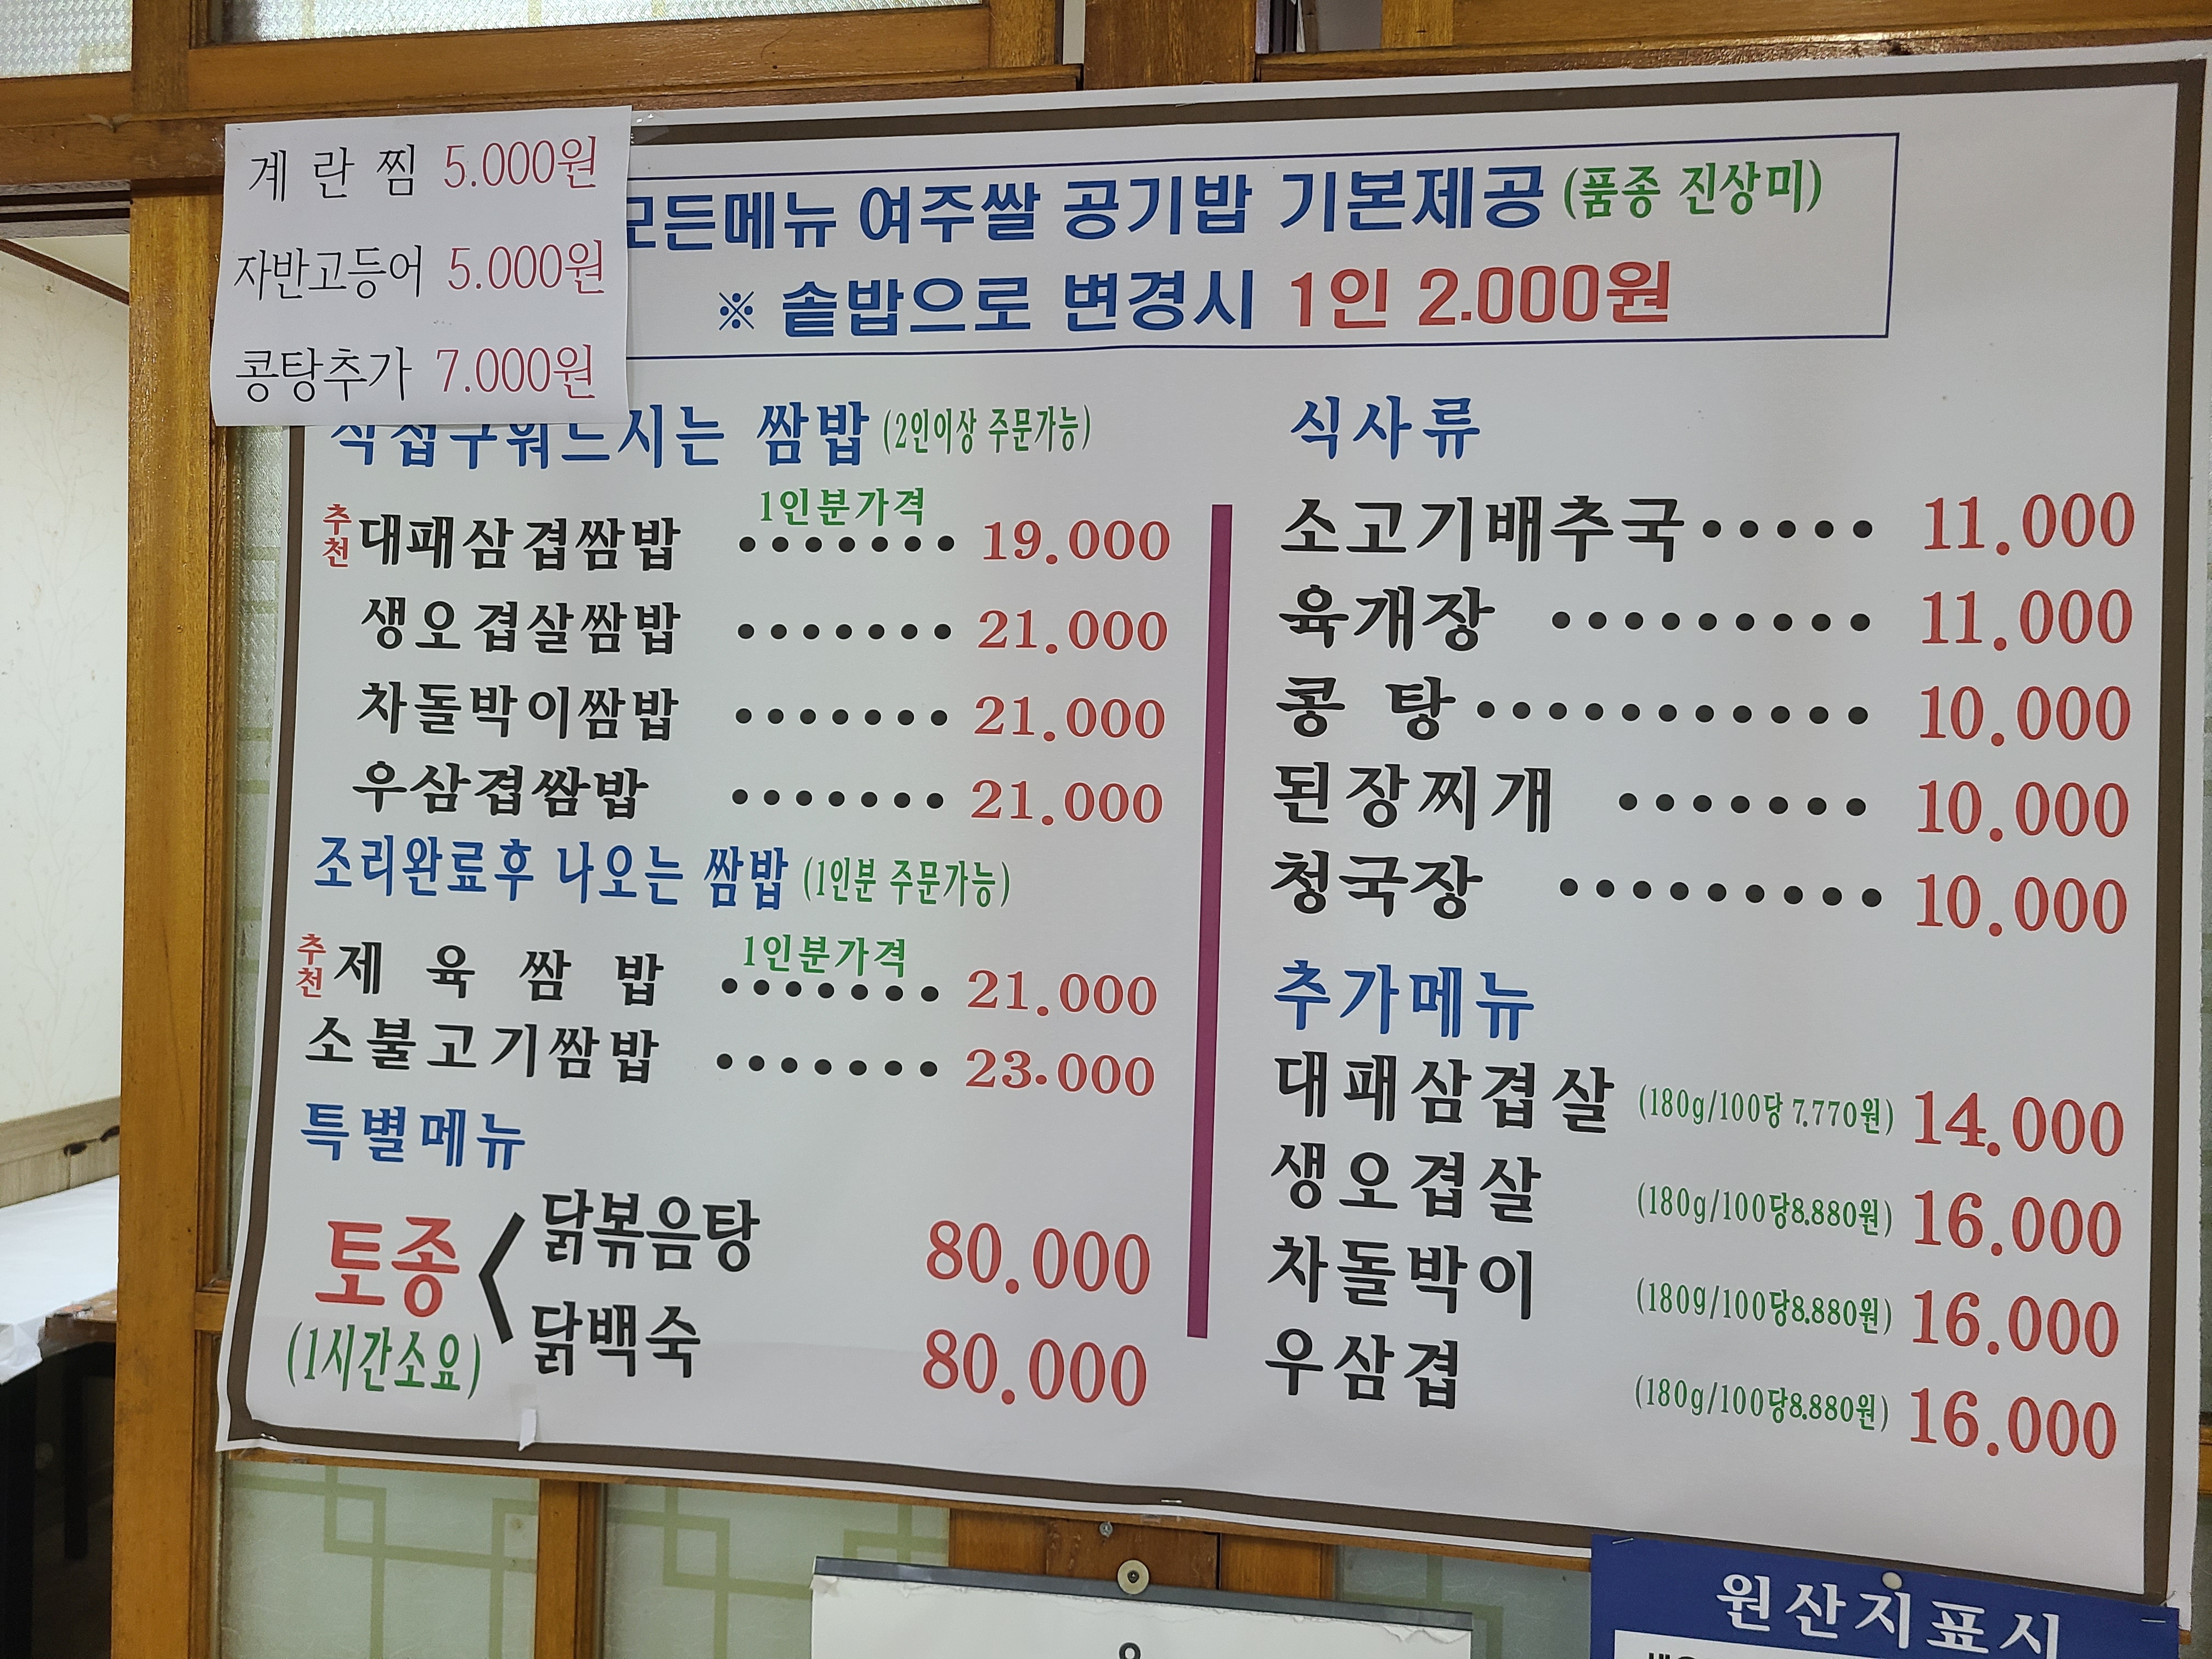 계란찜 5.000원
자반고등어 5.000원
콩탕추가 7.000원
모든메뉴 여주쌀 공기밥 기본제공 (품종 진상미)
※ 솥밥으로 변경시 1인 2.000원
직접구워드시는 쌈밥 (2인이상 주문가능)
1인분가격
추천 대패삼겹쌈밥 ······· 19.000
생오겹살쌈밥 ······· 21.000
차돌박이쌈밥 ······· 21.000
우삼겹쌈밥 ······· 21.000
조리완료후 나오는 쌈밥 (1인분 주문가능)
1인분가격
추천 제육쌈밥 ······· 21.000
소불고기쌈밥 ······· 23.000
특별메뉴
토종 < 닭볶음탕 80.000
닭백숙 80.000
(1시간소요)
식사류
소고기배추국 ····· 11.000
육개장 ········· 11.000
콩 탕 ··········· 10.000
된장찌개 ······· 10.000
청국장 ········· 10.000
추가메뉴
대패삼겹살 (180g/100당 7.770원) 14.000
생오겹살 (180g/100당8.880원) 16.000
차돌박이 (180g/100당8.880원) 16.000
우삼겹 (180g/100당8.880원) 16.000
원산지표시